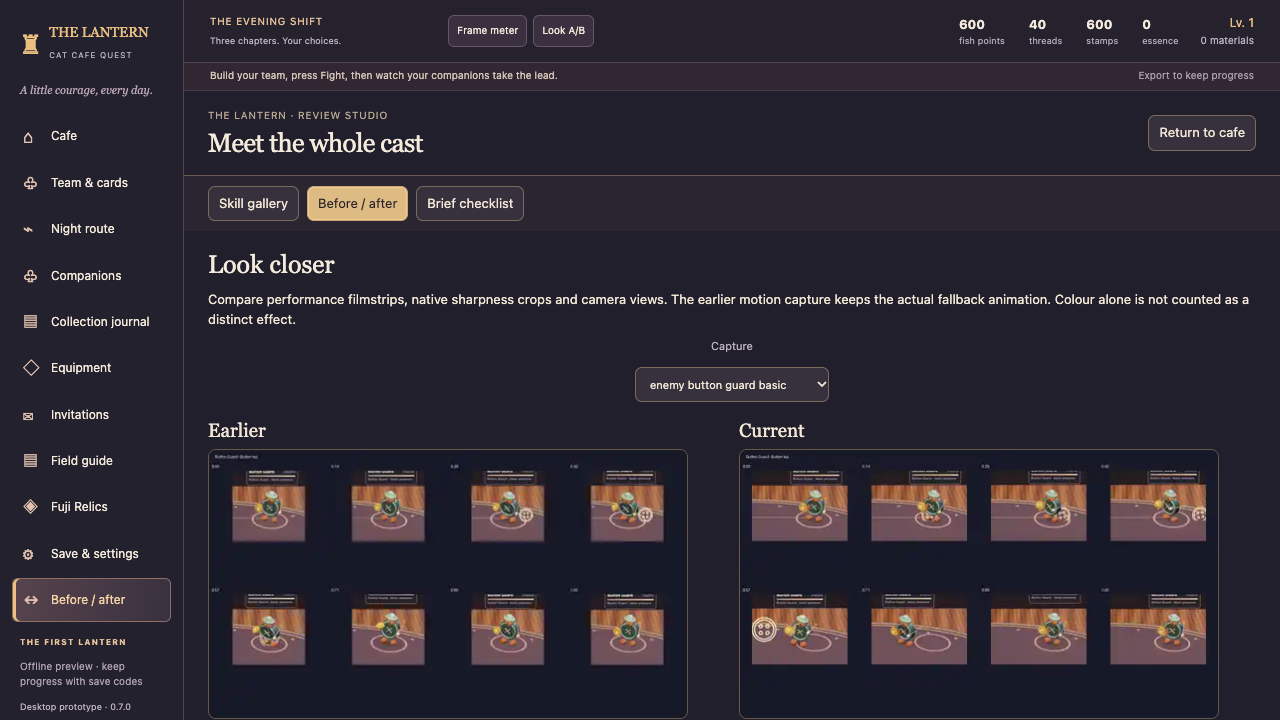 THE LANTERN
CAT CAFE QUEST
A little courage, every day.
Cafe
Team & cards
Night route
Companions
Collection journal
Equipment
Invitations
Field guide
Fuji Relics
Save & settings
Before / after
THE FIRST LANTERN
Offline preview · keep
progress with save codes
Desktop prototype · 0.7.0
THE EVENING SHIFT
Three chapters. Your choices.
Frame meter
Look A/B
600
fish points
40
threads
600
stamps
0
essence
Lv. 1
0 materials
Build your team, press Fight, then watch your companions take the lead.
Export to keep progress
THE LANTERN · REVIEW STUDIO
Meet the whole cast
Return to cafe
Skill gallery
Before / after
Brief checklist
Look closer
Compare performance filmstrips, native sharpness crops and camera views. The earlier motion capture keeps the actual fallback animation. Colour alone is not counted as a
distinct effect.
Capture
enemy button guard basic
Earlier
Current